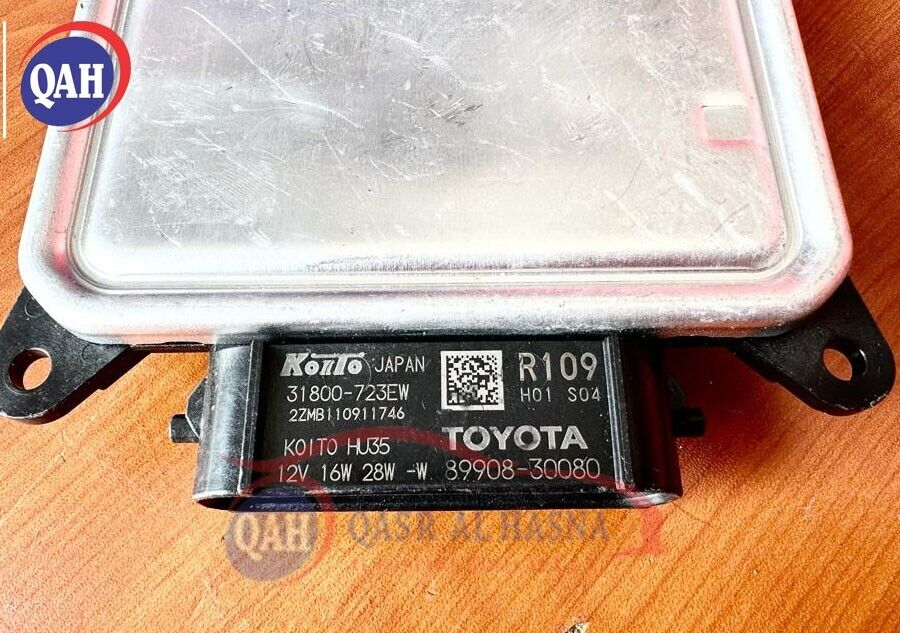 QAH
KOITO JAPAN
31800-723EW
2ZMB110911746
R109
H01 S04
KOITO HU35
12V 16W 28W -W
TOYOTA
89908-30080
QAH QASR AL HASNA